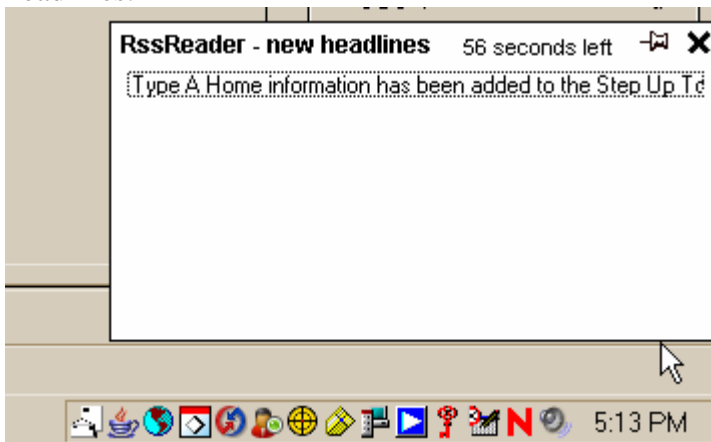 RssReader - new headlines 56 seconds left
Type A Home information has been added to the Step Up
5:13 PM